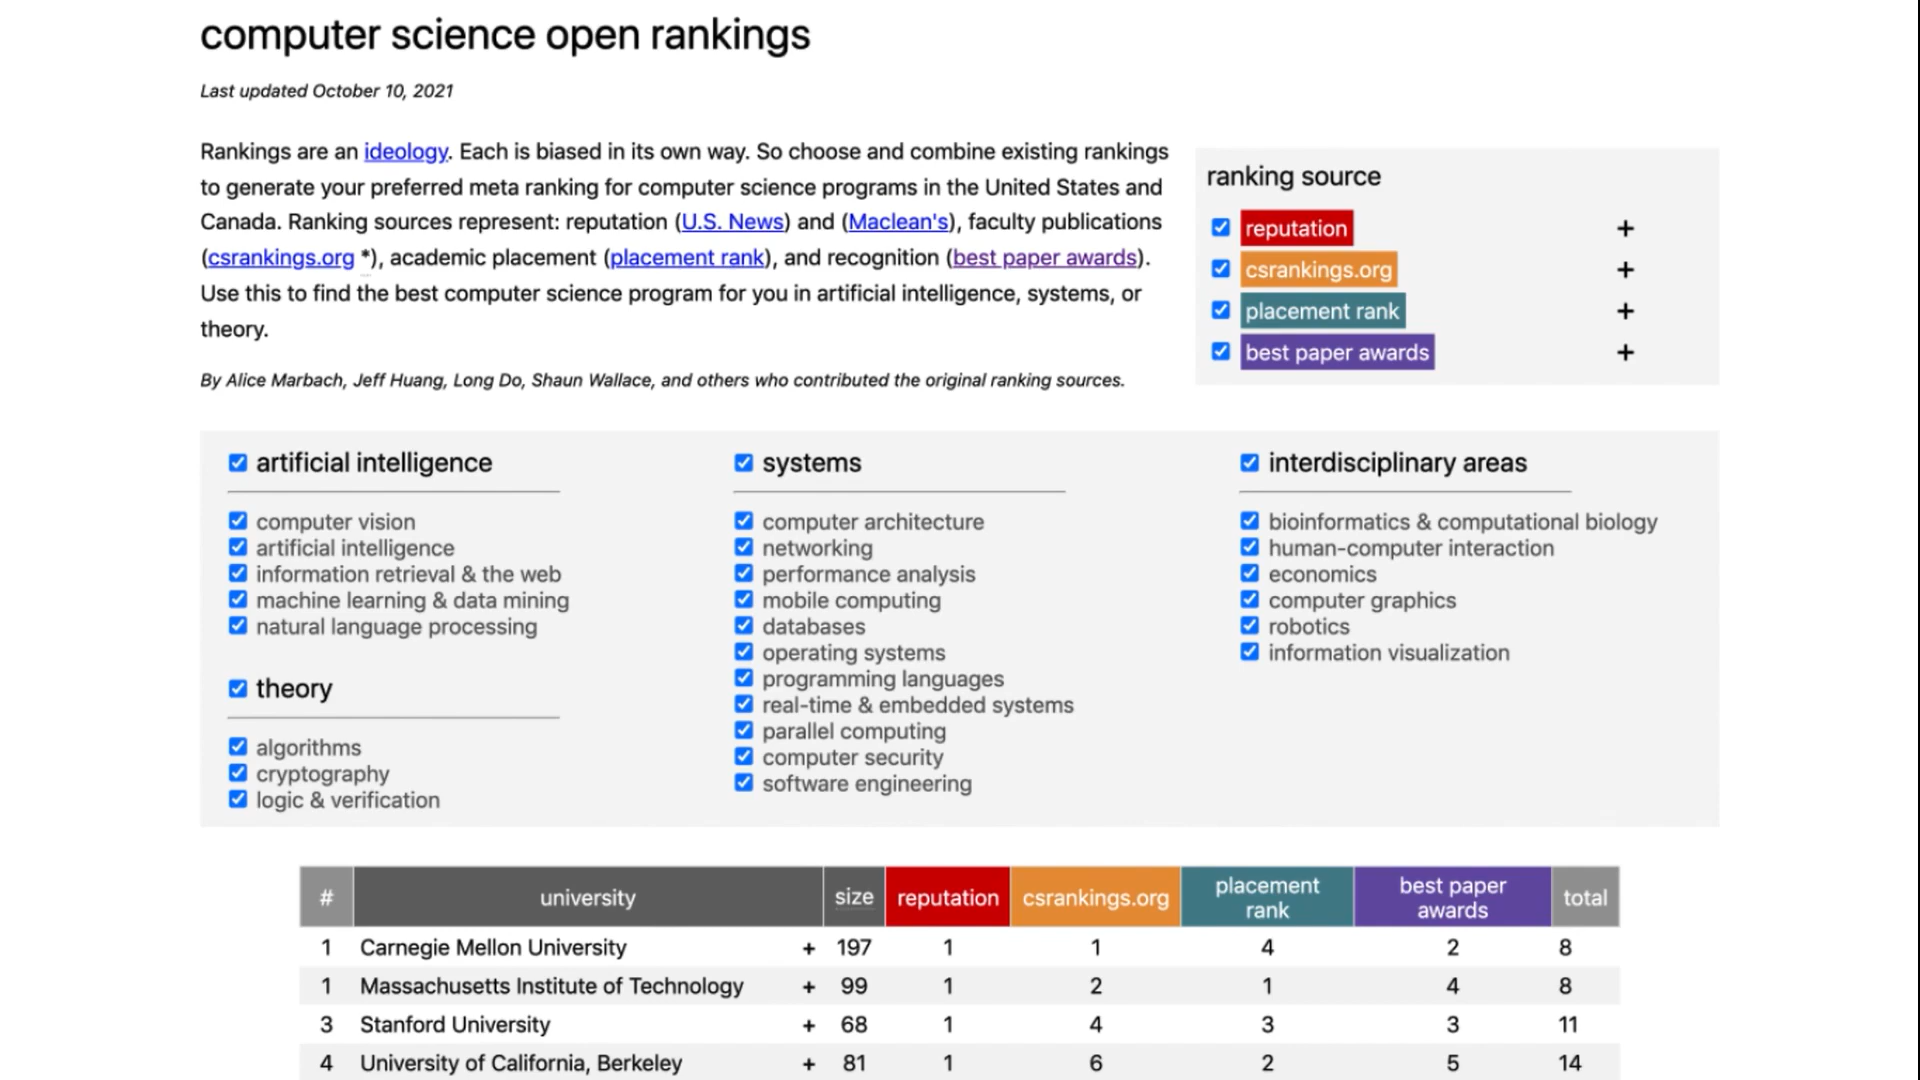 computer science open rankings
Last updated October 10, 2021
Rankings are an ideology. Each is biased in its own way. So choose and combine existing rankings
to generate your preferred meta ranking for computer science programs in the United States and
Canada. Ranking sources represent: reputation (U.S. News) and (Maclean's), faculty publications
(csrankings.org *), academic placement (placement rank), and recognition (best paper awards).
Use this to find the best computer science program for you in artificial intelligence, systems, or
theory.
By Alice Marbach, Jeff Huang, Long Do, Shaun Wallace, and others who contributed the original ranking sources.
ranking source
reputation +
csrankings.org +
placement rank +
best paper awards +
artificial intelligence
computer vision
artificial intelligence
information retrieval & the web
machine learning & data mining
natural language processing
theory
algorithms
cryptography
logic & verification
systems
computer architecture
networking
performance analysis
mobile computing
databases
operating systems
programming languages
real-time & embedded systems
parallel computing
computer security
software engineering
interdisciplinary areas
bioinformatics & computational biology
human-computer interaction
economics
computer graphics
robotics
information visualization
# university size reputation csrankings.org placement rank best paper awards total
1 Carnegie Mellon University + 197 1 1 4 2 8
1 Massachusetts Institute of Technology + 99 1 2 1 4 8
3 Stanford University + 68 1 4 3 3 11
4 University of California, Berkeley + 81 1 6 2 5 14